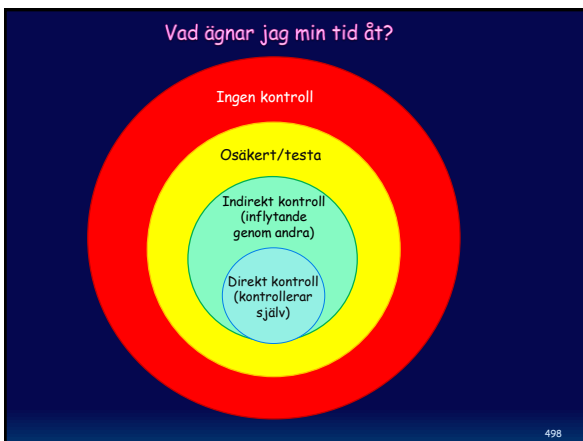 Vad ägnar jag min tid åt?
Ingen kontroll
Osäkert/testa
Indirekt kontroll
(inflytande
genom andra)
Direkt kontroll
(kontrollerar
själv)
498